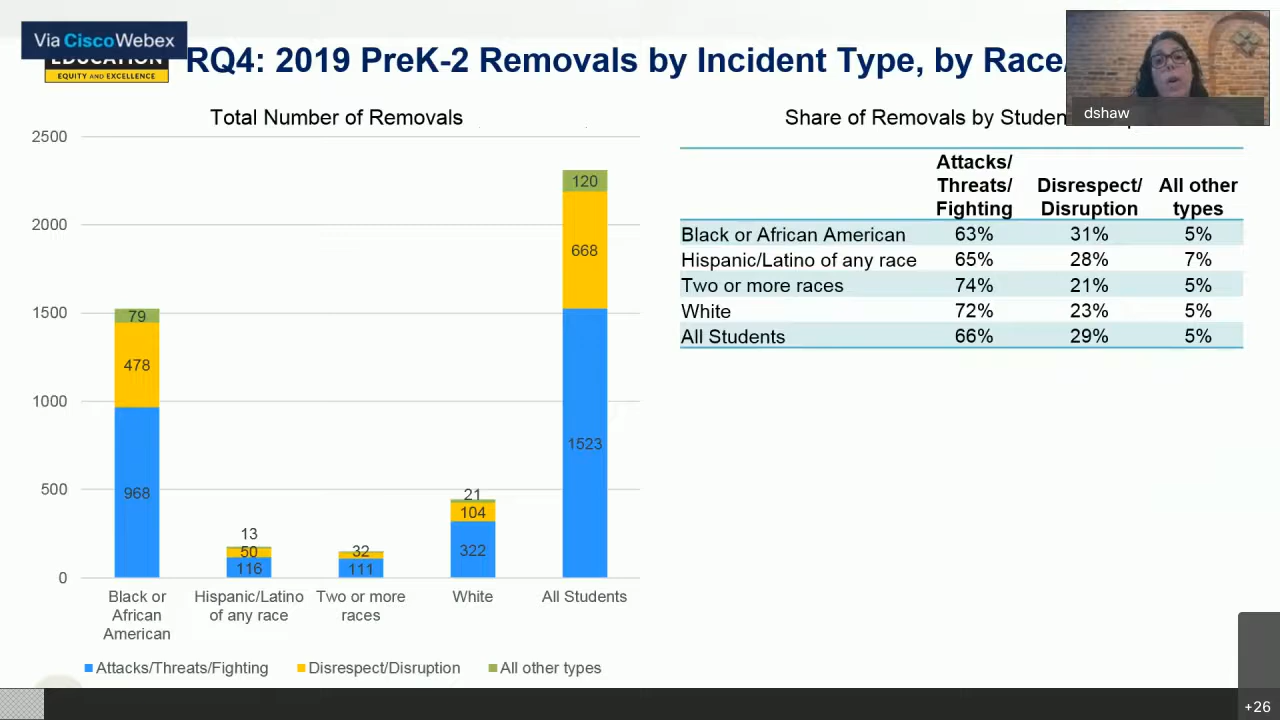 Via Cisco Webex
EDUCATION
EQUITY AND EXCELLENCE
RQ4: 2019 PreK-2 Removals by Incident Type, by Race/
dshaw
Total Number of Removals
2500
2000
1500
1000
500
0
79
478
968
13
50
116
32
111
21
104
322
120
668
1523
Black or
African
American
Hispanic/Latino
of any race
Two or more
races
White
All Students
Attacks/Threats/Fighting
Disrespect/Disruption
All other types
Share of Removals by Studen
Attacks/
Threats/ Disrespect/ All other
Fighting Disruption types
Black or African American 63% 31% 5%
Hispanic/Latino of any race 65% 28% 7%
Two or more races 74% 21% 5%
White 72% 23% 5%
All Students 66% 29% 5%
+26